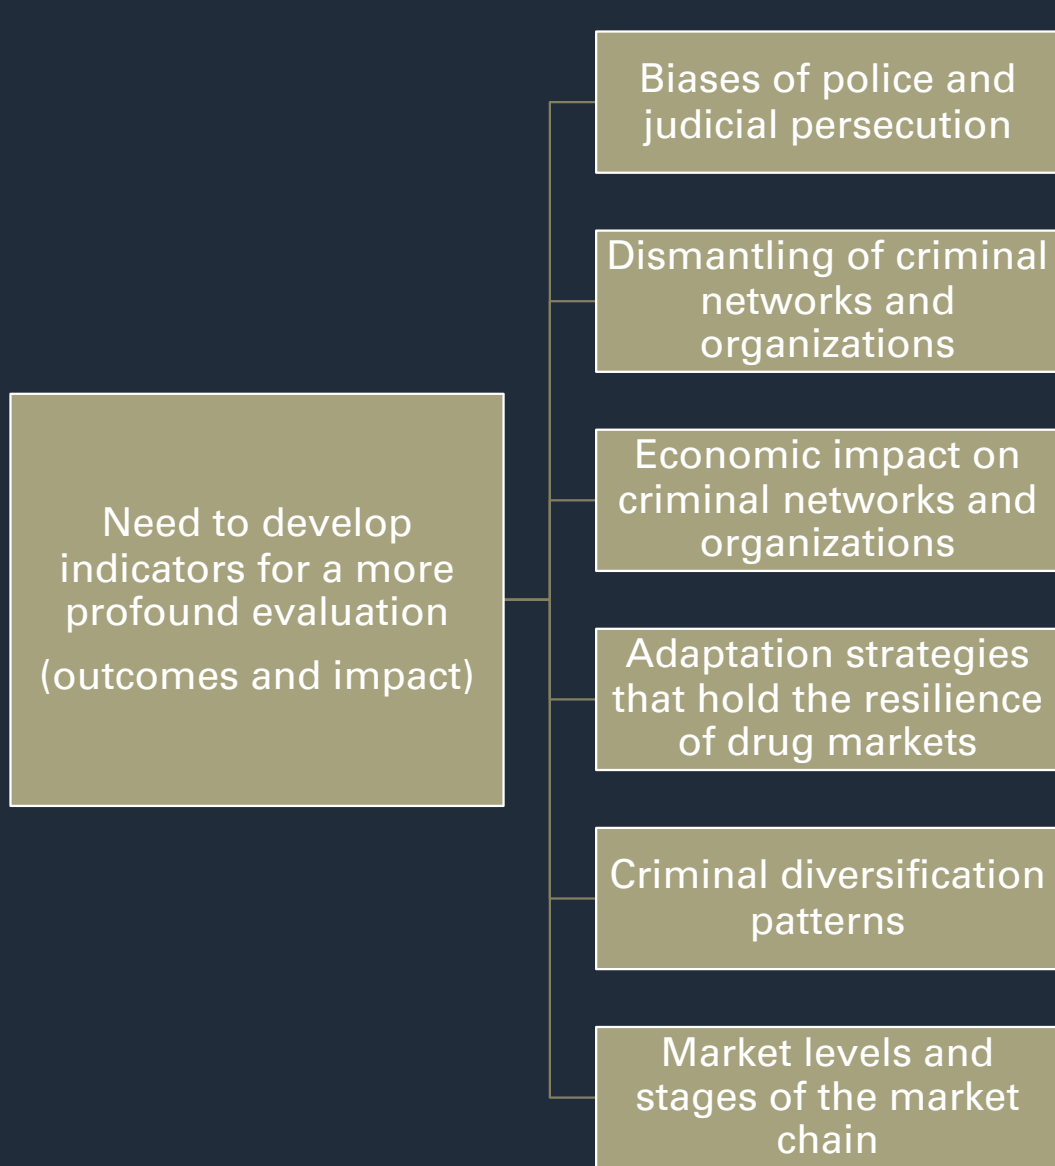 Need to develop
indicators for a more
profound evaluation
(outcomes and impact)
Biases of police and
judicial persecution
Dismantling of criminal
networks and
organizations
Economic impact on
criminal networks and
organizations
Adaptation strategies
that hold the resilience
of drug markets
Criminal diversification
patterns
Market levels and
stages of the market
chain